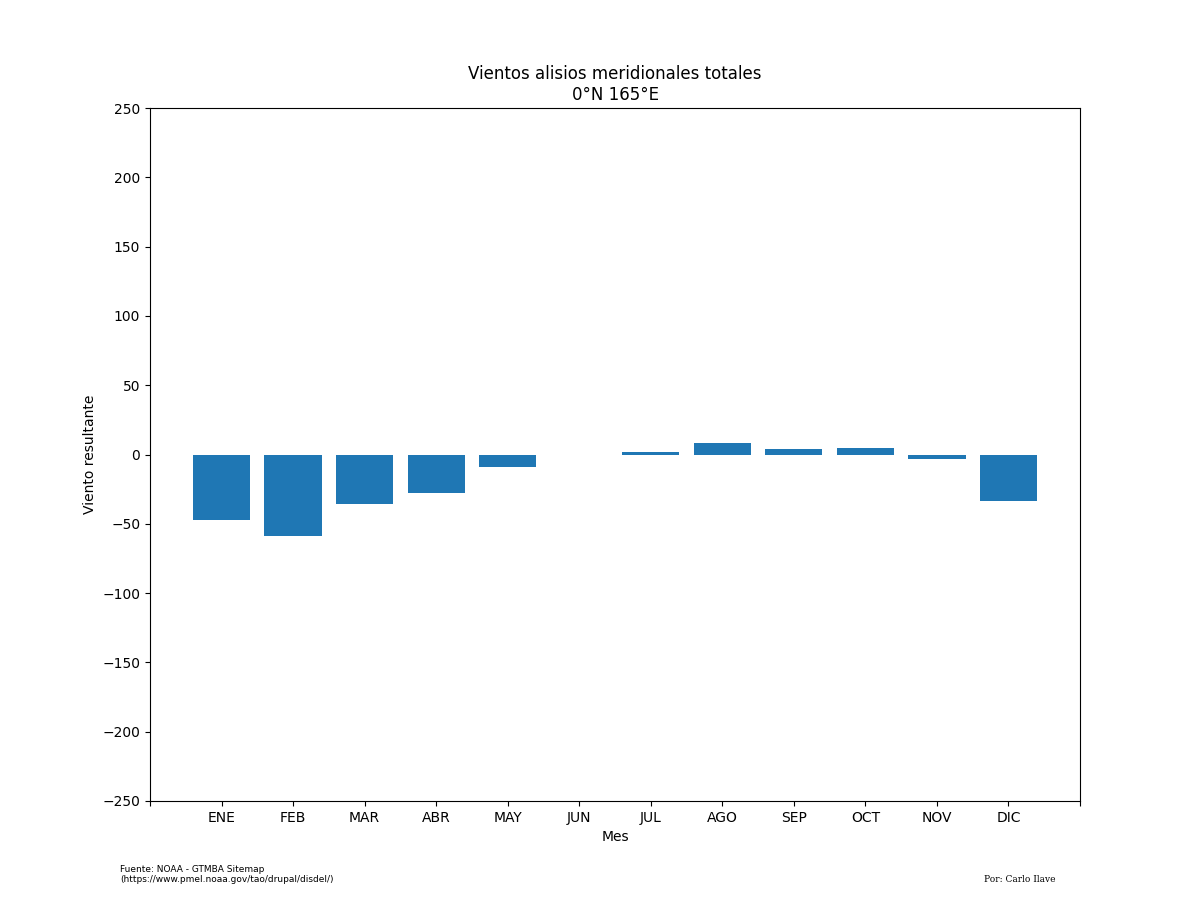 Vientos alisios meridionales totales
0°N 165°E
250
200
150
100
50
0
−50
−100
−150
−200
−250
Viento resultante
ENE FEB MAR ABR MAY JUN JUL AGO SEP OCT NOV DIC
Mes
Fuente: NOAA - GTMBA Sitemap
(https://www.pmel.noaa.gov/tao/drupal/disdel/)
Por: Carlo Ilave